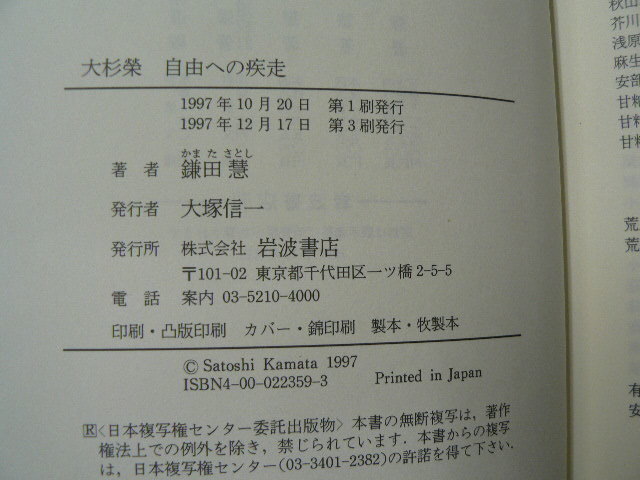 大杉榮　自由への疾走
1997年10月20日　第1刷発行
1997年12月17日　第3刷発行
かま た さとし
著　者　鎌田 慧
発行者　大塚信一
発行所　株式会社 岩波書店
〒101-02 東京都千代田区一ツ橋2-5-5
電　話　案内 03-5210-4000
印刷・凸版印刷　カバー・錦印刷　製本・牧製本
© Satoshi Kamata 1997
ISBN4-00-022359-3　Printed in Japan
Ⓡ〈日本複写権センター委託出版物〉本書の無断複写は，著作
権法上での例外を除き，禁じられています．本書からの複写
は，日本複写権センター(03-3401-2382)の許諾を得て下さい．
秋山
芥川
浅原
麻生
安部
甘粕
甘粕
甘粕
荒
荒
有
安